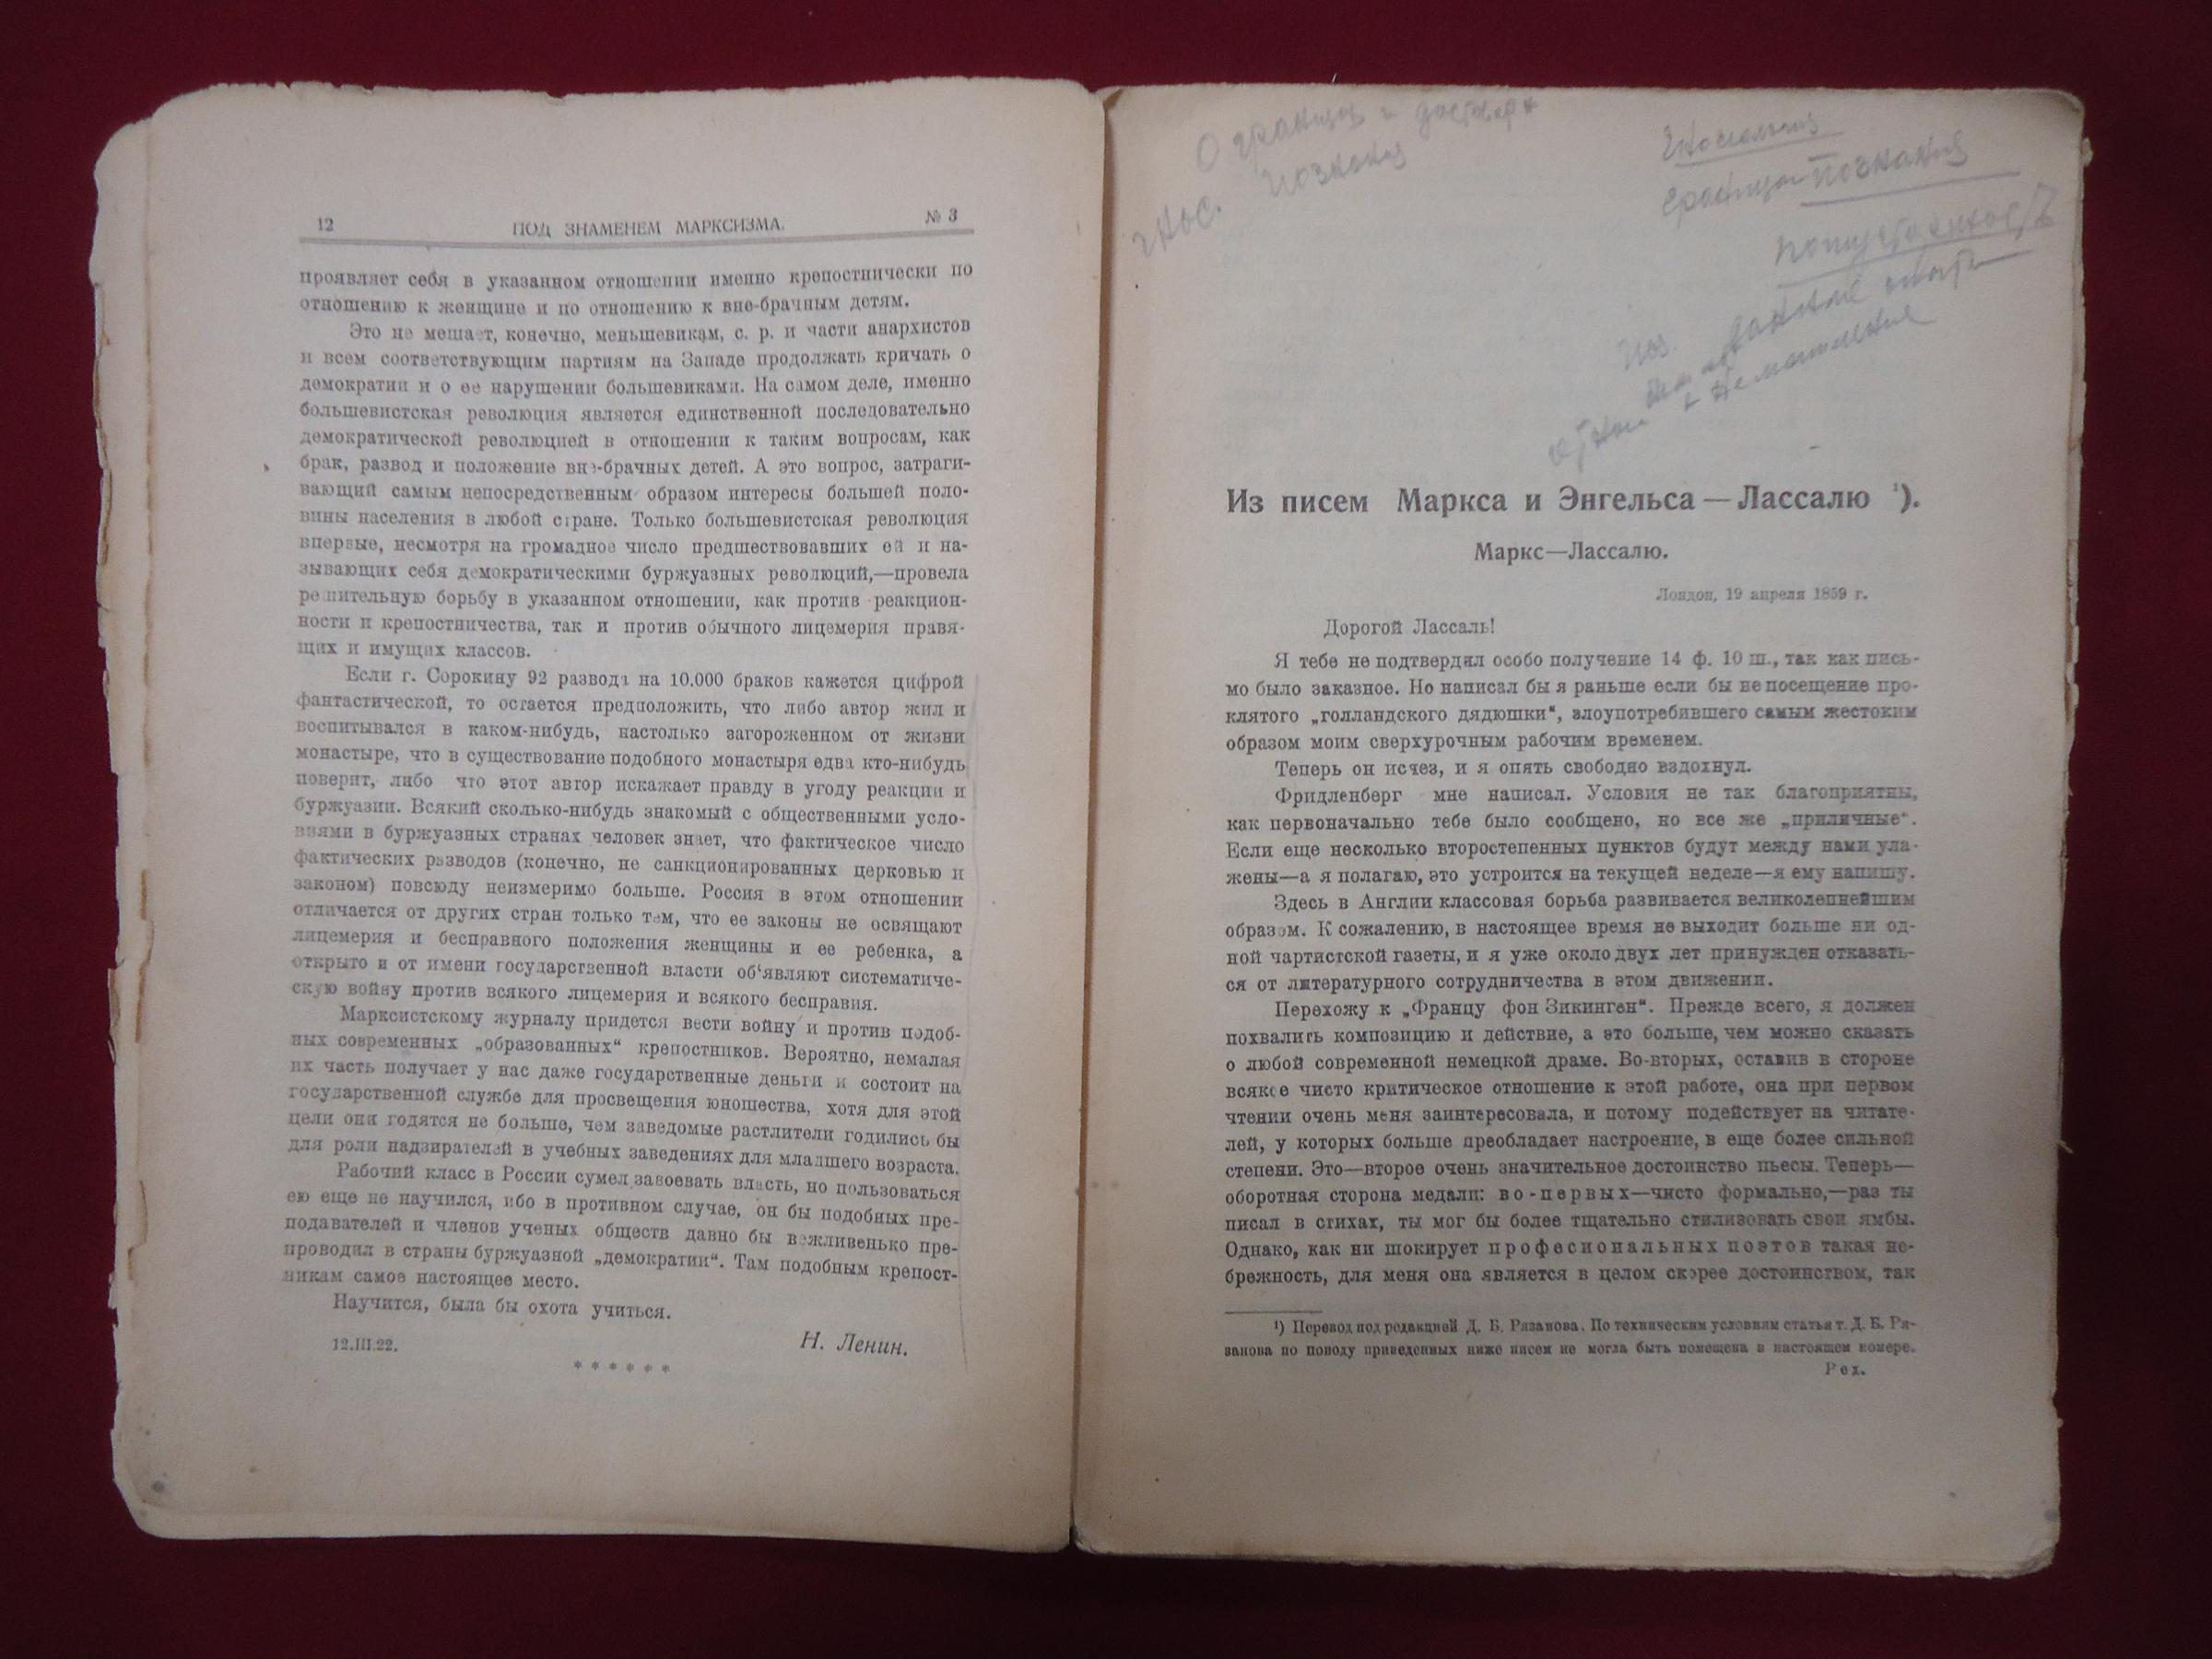 12 ПОД ЗНАМЕНЕМ МАРКСИЗМА. № 3
проявляет себя в указанном отношении именно крепостнически по
отношению к женщине и по отношению к вне-брачным детям.
Это не мешает, конечно, меньшевикам, с. р. и части анархистов
и всем соответствующим партиям на Западе продолжать кричать о
демократии и о ее нарушении большевиками. На самом деле, именно
большевистская революция является единственной последовательно
демократической революцией в отношении к таким вопросам, как
брак, развод и положение вне-брачных детей. А это вопрос, затраги-
вающий самым непосредственным образом интересы большей поло-
вины населения в любой стране. Только большевистская революция
впервые, несмотря на громадное число предшествовавших ей и на-
зывающих себя демократическими буржуазных революций,—провела
решительную борьбу в указанном отношении, как против реакцион-
ности и крепостничества, так и против обычного лицемерия правя-
щих и имущих классов.
Если г. Сорокину 92 развода на 10.000 браков кажется цифрой
фантастической, то остается предположить, что либо автор жил и
воспитывался в каком-нибудь, настолько загороженном от жизни
монастыре, что в существование подобного монастыря едва кто-нибудь
поверит, либо что этот автор искажает правду в угоду реакции и
буржуазии. Всякий сколько-нибудь знакомый с общественными усло-
виями в буржуазных странах человек знает, что фактическое число
фактических разводов (конечно, не санкционированных церковью и
законом) повсюду неизмеримо больше. Россия в этом отношении
отличается от других стран только тем, что ее законы не освящают
лицемерия и бесправного положения женщины и ее ребенка, а
открыто и от имени государственной власти об‘являют систематиче-
скую войну против всякого лицемерия и всякого бесправия.
Марксистскому журналу придется вести войну и против подоб-
ных современных „образованных“ крепостников. Вероятно, немалая
их часть получает у нас даже государственные деньги и состоит на
государственной службе для просвещения юношества, хотя для этой
цели они годятся не больше, чем заведомые растлители годились бы
для роли надзирателей в учебных заведениях для младшего возраста.
Рабочий класс в России сумел завоевать власть, но пользоваться
ею еще не научился, ибо в противном случае, он бы подобных пре-
подавателей и членов ученых обществ давно бы вежливенько пре-
проводил в страны буржуазной „демократии“. Там подобным крепост-
никам самое настоящее место.
Научится, была бы охота учиться.
12.III.22. Н. Ленин.
* * * * * *
О границах и достовер
гнос. познания
Гносеология
границы познания
Из писем Маркса и Энгельса — Лассалю ¹).
Маркс—Лассалю.
Лондон, 19 апреля 1859 г.
Дорогой Лассаль!
Я тебе не подтвердил особо получение 14 ф. 10 ш., так как пись-
мо было заказное. Но написал бы я раньше если бы не посещение про-
клятого „голландского дядюшки“, злоупотребившего самым жестоким
образом моим сверхурочным рабочим временем.
Теперь он исчез, и я опять свободно вздохнул.
Фридленберг мне написал. Условия не так благоприятны,
как первоначально тебе было сообщено, но все же „приличные“.
Если еще несколько второстепенных пунктов будут между нами ула-
жены—а я полагаю, это устроится на текущей неделе—я ему напишу.
Здесь в Англии классовая борьба развивается великолепнейшим
образом. К сожалению, в настоящее время не выходит больше ни од-
ной чартистской газеты, и я уже около двух лет принужден отказать-
ся от литературного сотрудничества в этом движении.
Перехожу к „Францу фон Зикинген“. Прежде всего, я должен
похвалить композицию и действие, а это больше, чем можно сказать
о любой современной немецкой драме. Во-вторых, оставив в стороне
всякое чисто критическое отношение к этой работе, она при первом
чтении очень меня заинтересовала, и потому подействует на читате-
лей, у которых больше преобладает настроение, в еще более сильной
степени. Это—второе очень значительное достоинство пьесы. Теперь—
оборотная сторона медали: во-первых—чисто формально,—раз ты
писал в стихах, ты мог бы более тщательно стилизовать свои ямбы.
Однако, как ни шокирует професиональных поэтов такая не-
брежность, для меня она является в целом скорее достоинством, так
¹) Перевод под редакцией Д. Б. Рязанова. По техническим условиям статья т. Д. Б. Ря-
занова по поводу приведенных ниже писем не могла быть помещена в настоящем номере.
Ред.